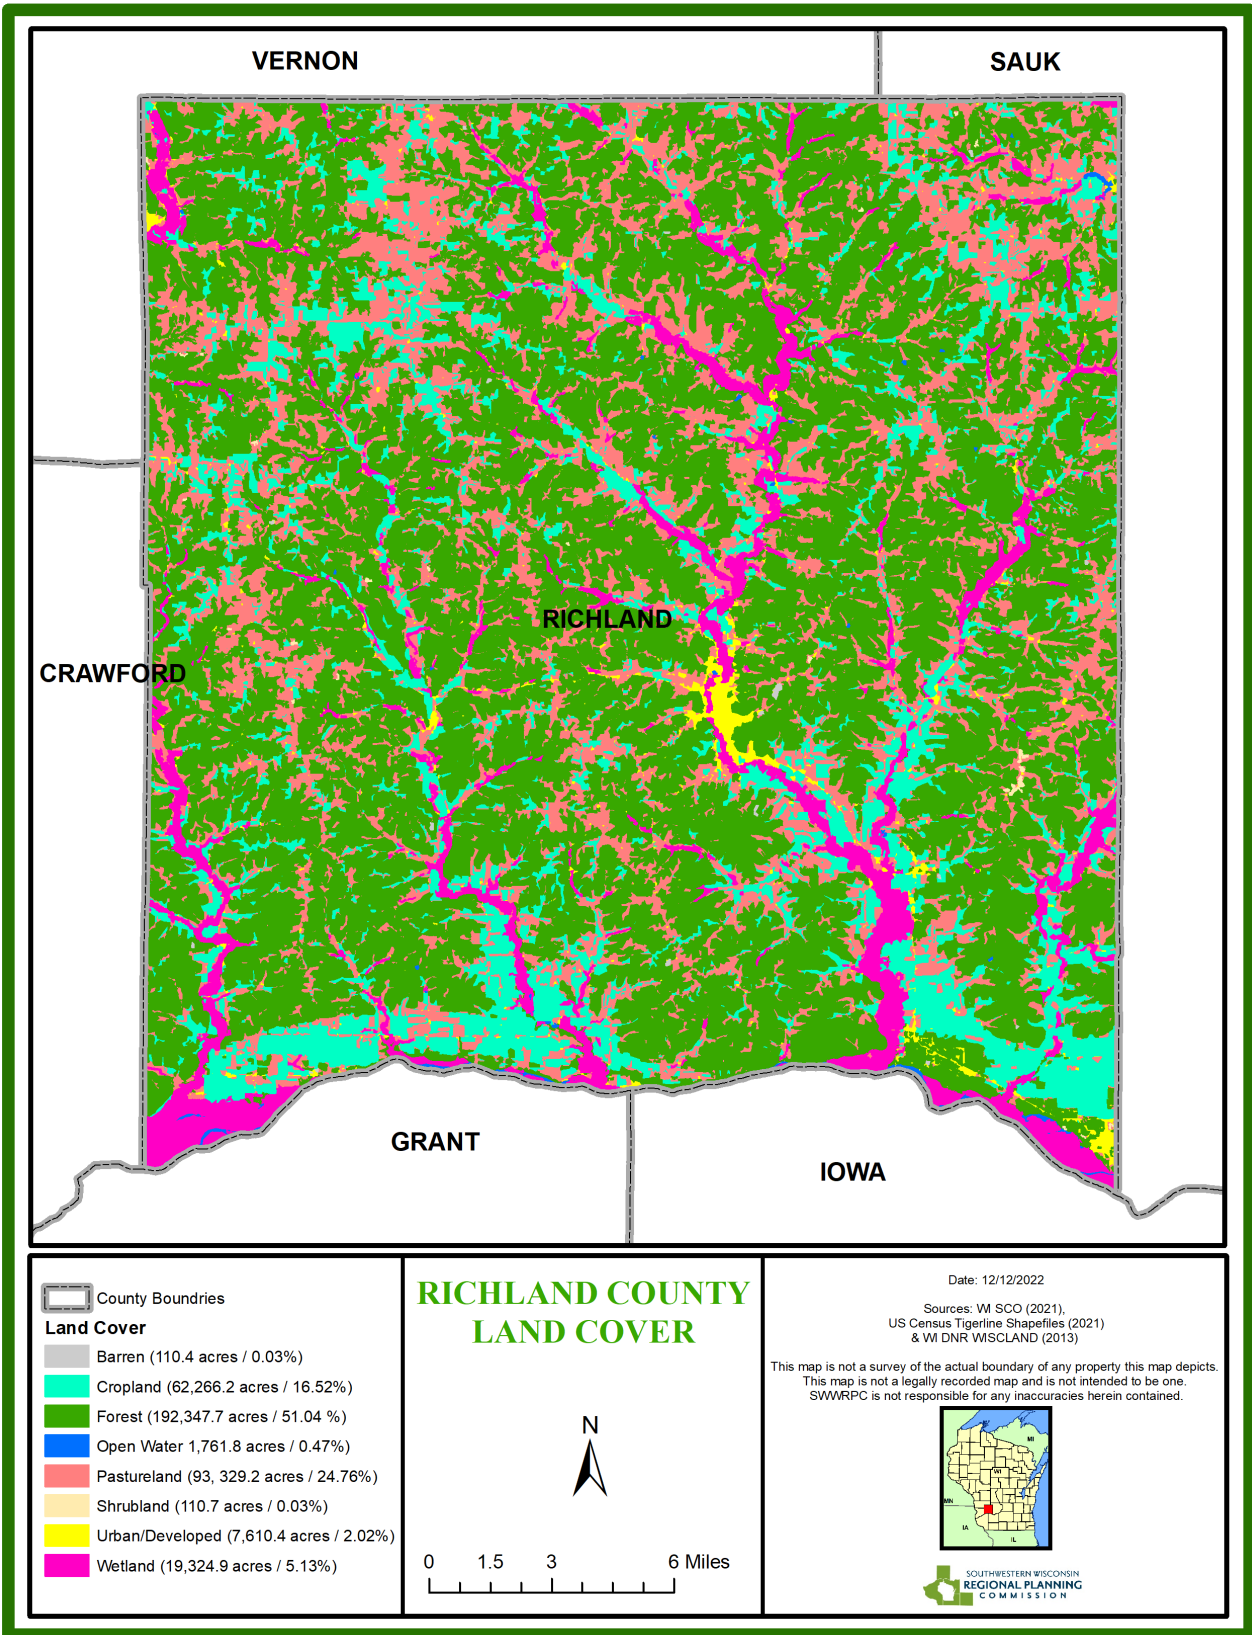 VERNON
SAUK
RICHLAND
CRAWFORD
GRANT
IOWA
County Boundries
Land Cover
Barren (110.4 acres / 0.03%)
Cropland (62,266.2 acres / 16.52%)
Forest (192,347.7 acres / 51.04 %)
Open Water 1,761.8 acres / 0.47%)
Pastureland (93, 329.2 acres / 24.76%)
Shrubland (110.7 acres / 0.03%)
Urban/Developed (7,610.4 acres / 2.02%)
Wetland (19,324.9 acres / 5.13%)
RICHLAND COUNTY
LAND COVER
N
0 1.5 3 6 Miles
Date: 12/12/2022
Sources: WI SCO (2021),
US Census Tigerline Shapefiles (2021)
& WI DNR WISCLAND (2013)
This map is not a survey of the actual boundary of any property this map depicts.
This map is not a legally recorded map and is not intended to be one.
SWWRPC is not responsible for any inaccuracies herein contained.
MI
WI
MN
IA
IL
SOUTHWESTERN WISCONSIN
REGIONAL PLANNING
COMMISSION